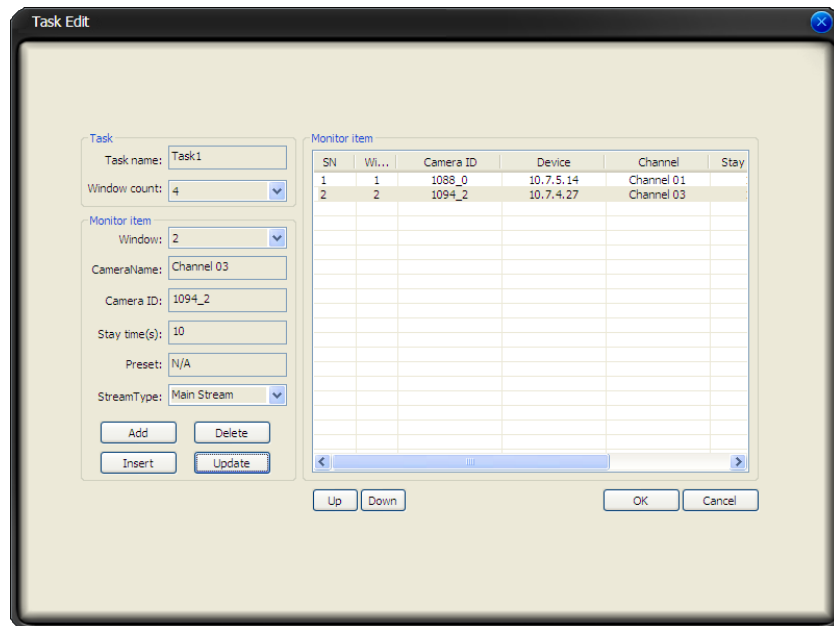 Task Edit
Task
Task name: Task1
Window count: 4
Monitor item
Window: 2
CameraName: Channel 03
Camera ID: 1094_2
Stay time(s): 10
Preset: N/A
StreamType: Main Stream
Add Delete
Insert Update
Monitor item
SN Wi... Camera ID Device Channel Stay
1 1 1088_0 10.7.5.14 Channel 01
2 2 1094_2 10.7.4.27 Channel 03
Up Down OK Cancel